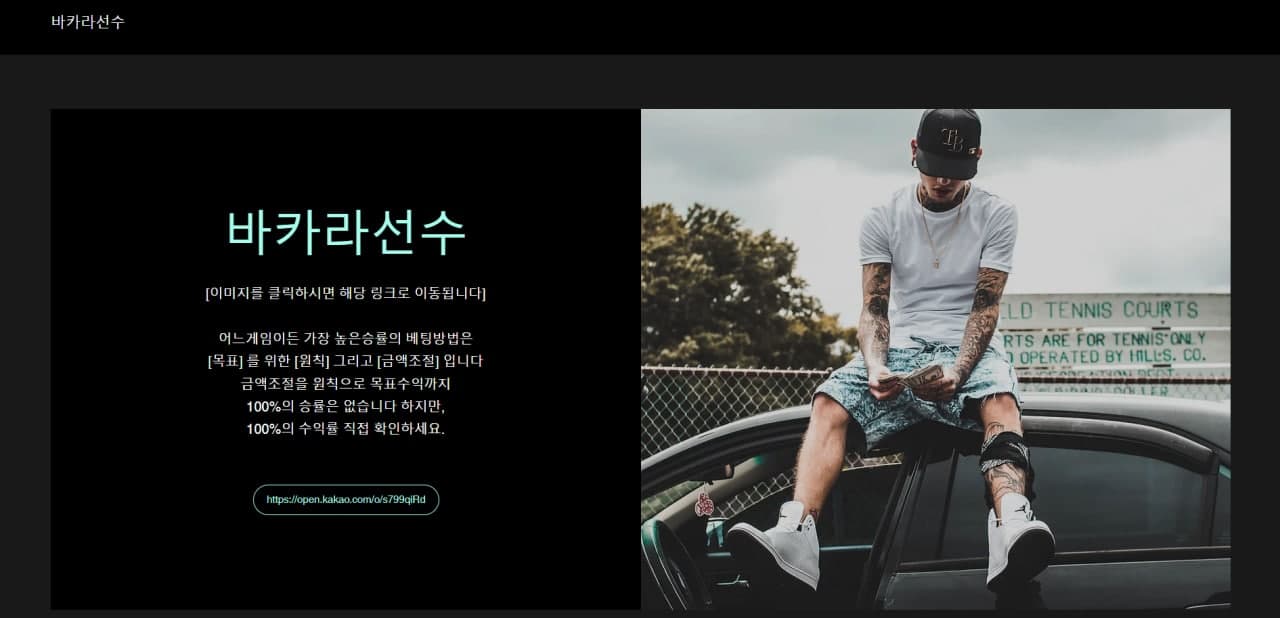 바카라선수
바카라선수
[이미지를 클릭하시면 해당 링크로 이동됩니다]
어느게임이든 가장 높은승률의 베팅방법은
[목표] 를 위한 [원칙] 그리고 [금액조절] 입니다
금액조절을 원칙으로 목표수익까지
100%의 승률은 없습니다 하지만,
100%의 수익률 직접 확인하세요.
https://open.kakao.com/o/s799qiRd
TB
ELD TENNIS COURTS
RTS ARE FOR TENNIS ONLY
OPERATED BY HILLS. CO.